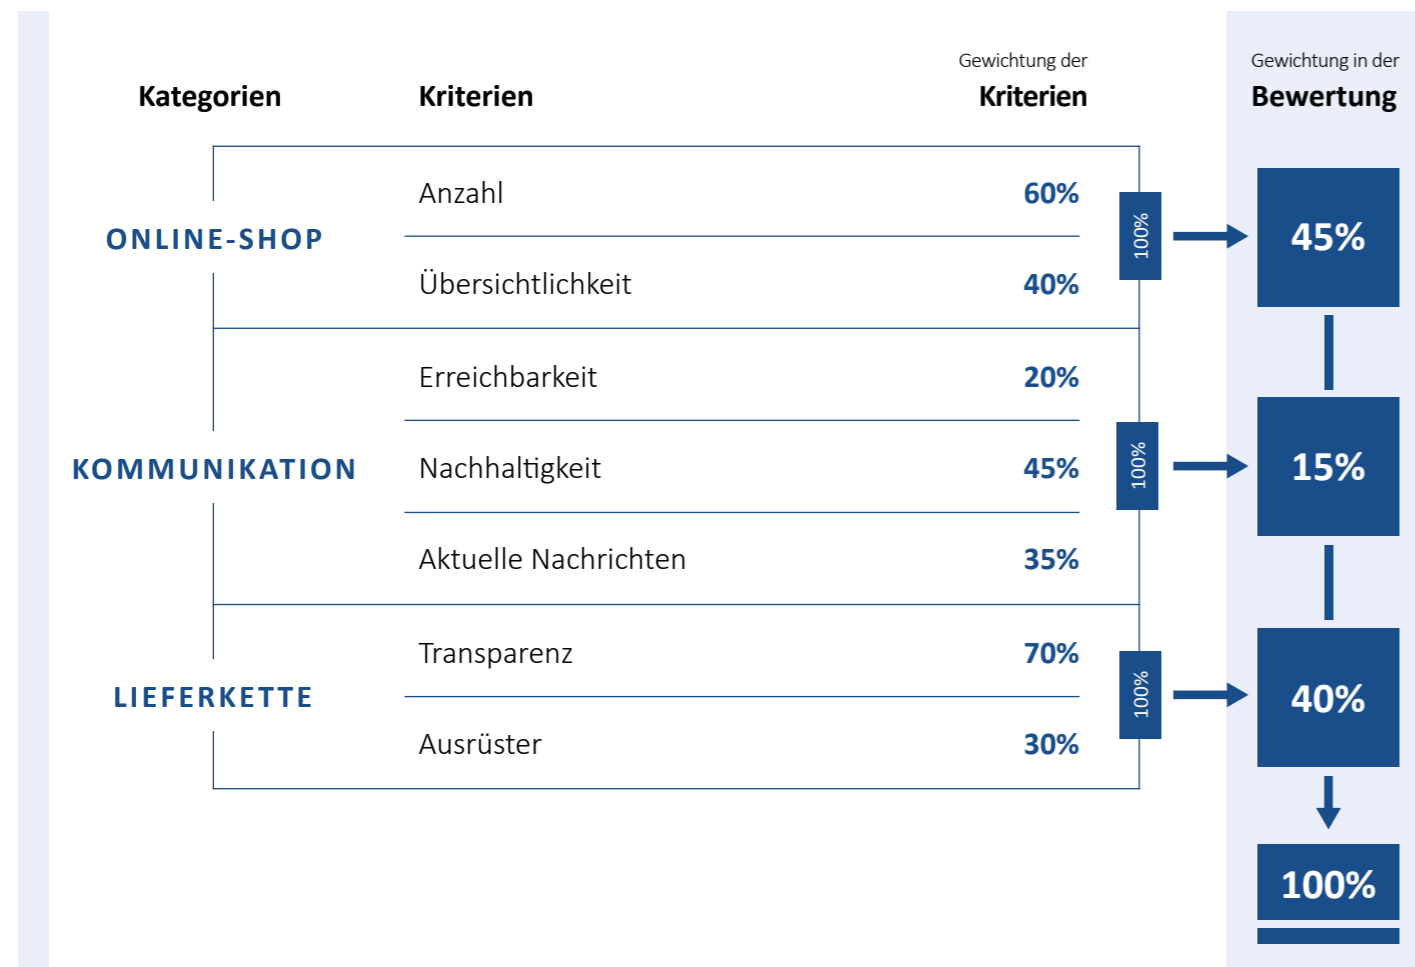 Kategorien
Kriterien
Gewichtung der
Kriterien
Gewichtung in der
Bewertung
ONLINE-SHOP
Anzahl
60%
Übersichtlichkeit
40%
100%
45%
KOMMUNIKATION
Erreichbarkeit
20%
Nachhaltigkeit
45%
Aktuelle Nachrichten
35%
100%
15%
LIEFERKETTE
Transparenz
70%
Ausrüster
30%
100%
40%
100%